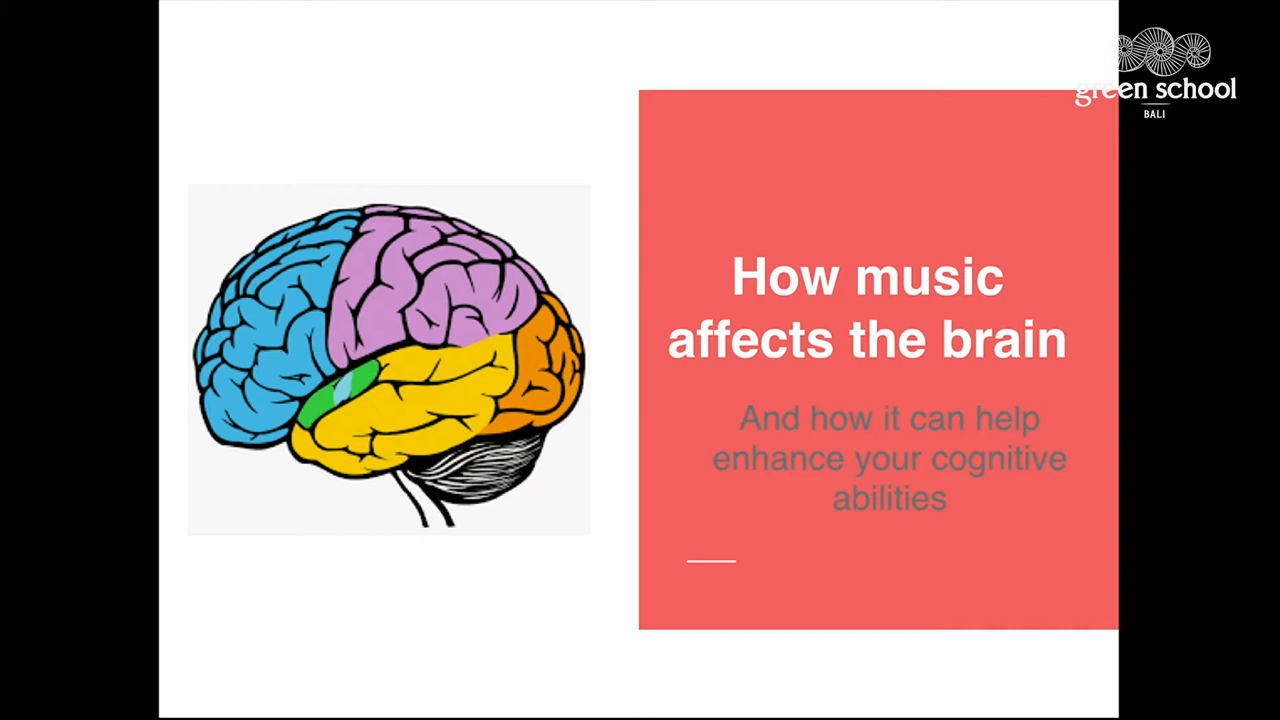 green school
BALI
How music
affects the brain
And how it can help
enhance your cognitive
abilities